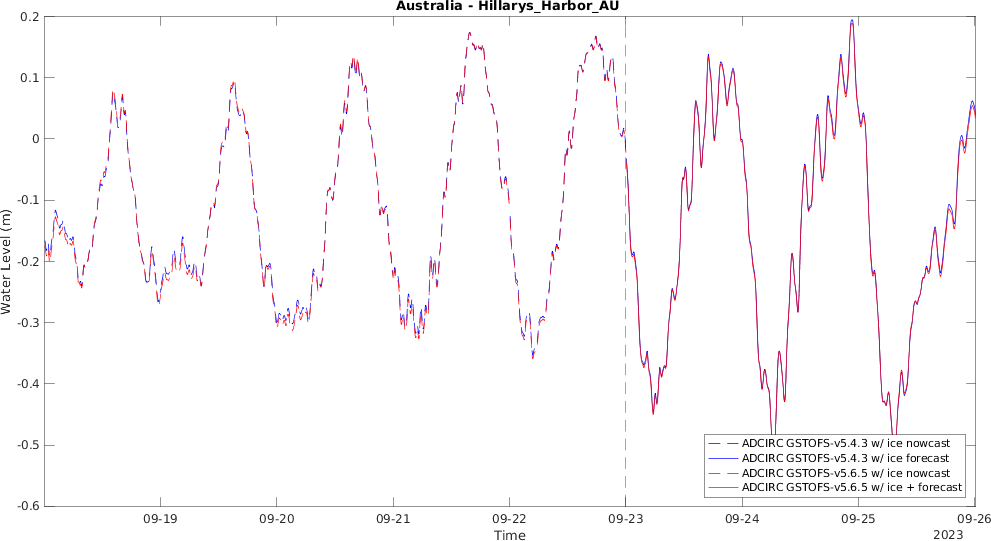 Australia - Hillarys_Harbor_AU
0.2
0.1
0
-0.1
-0.2
-0.3
-0.4
-0.5
-0.6
Water Level (m)
ADCIRC GSTOFS-v5.4.3 w/ ice nowcast
ADCIRC GSTOFS-v5.4.3 w/ ice forecast
ADCIRC GSTOFS-v5.6.5 w/ ice nowcast
ADCIRC GSTOFS-v5.6.5 w/ ice + forecast
09-19 09-20 09-21 09-22 09-23 09-24 09-25 09-26
Time
2023